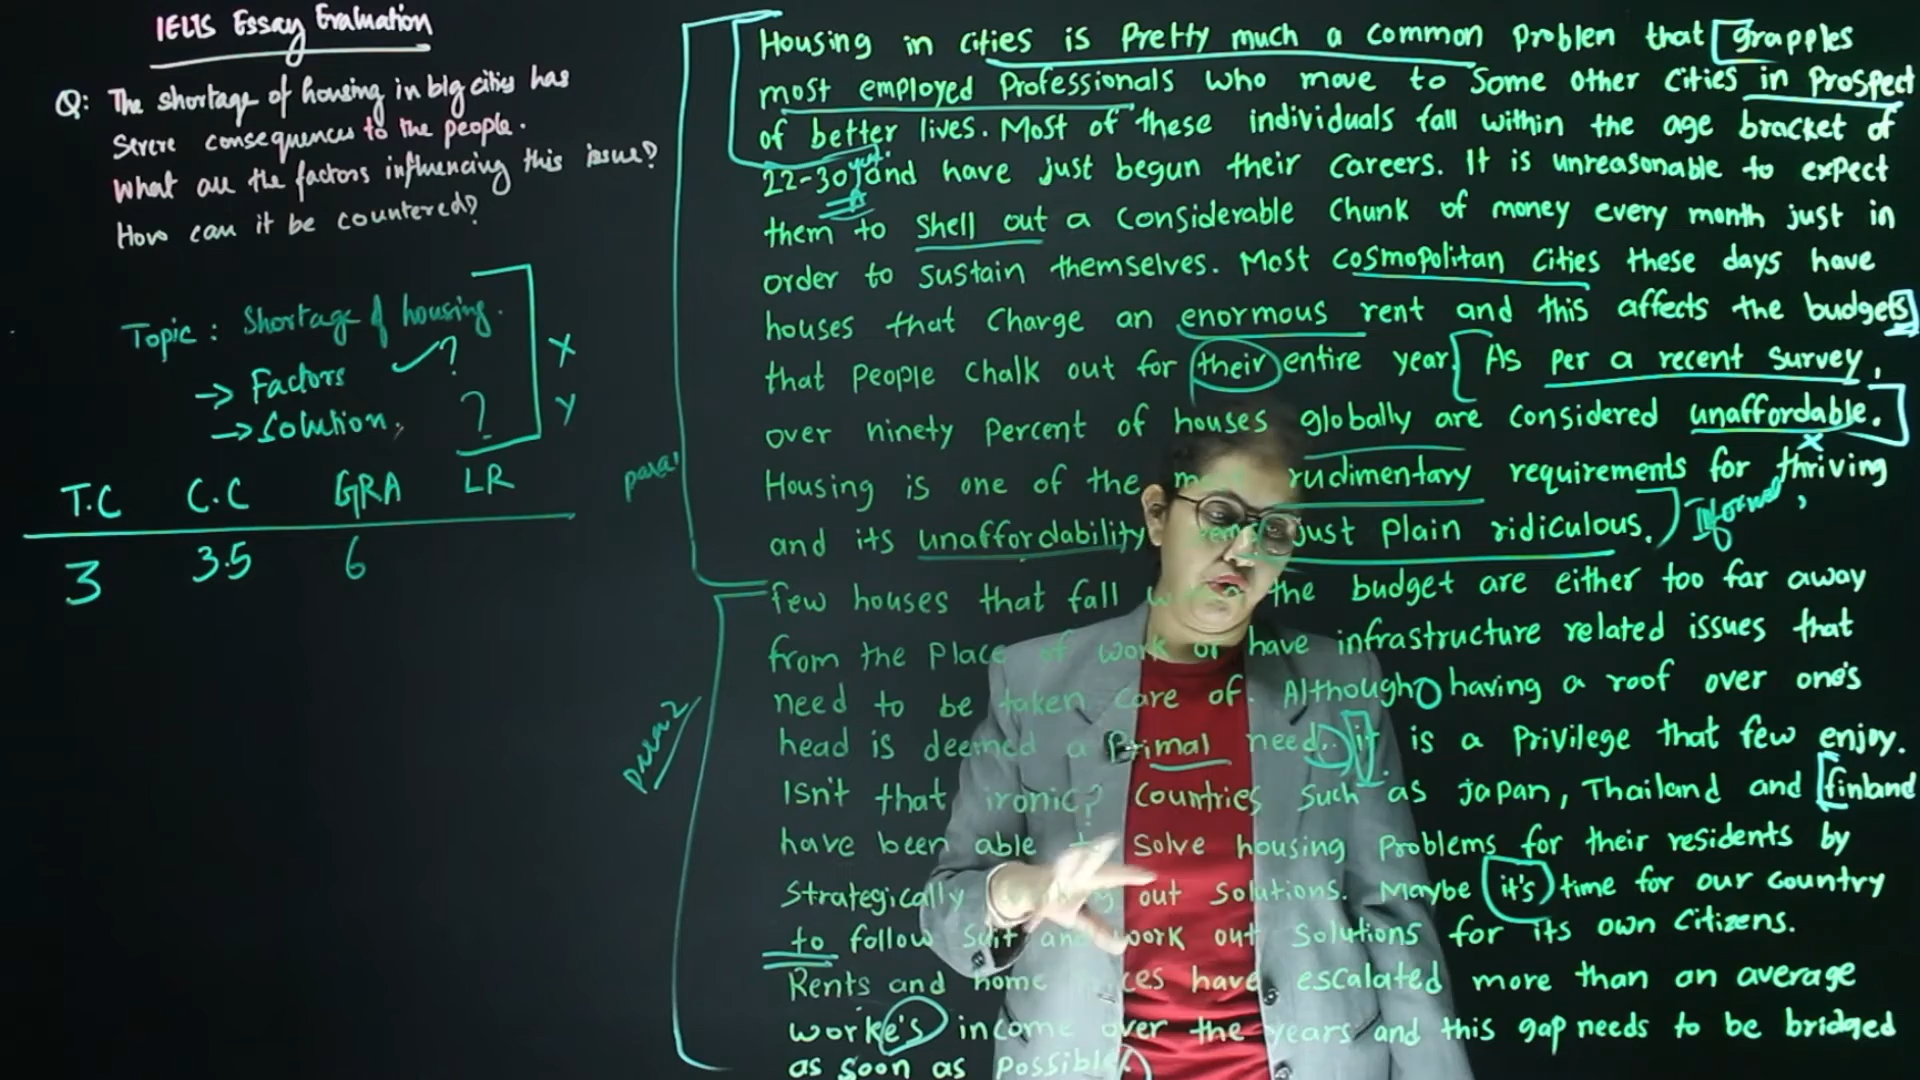 IELTS Essay Evaluation
Q: The shortage of housing in big cities has
severe consequences to the people.
What are the factors influencing this issue?
How can it be countered?
Topic: Shortage of housing.
→ Factors ✓ ?
→ Solution. ?
X
Y
T.C C.C GRA LR
3 3.5 6
para1
para 2
Housing in cities is pretty much a common problem that grapples
most employed professionals who move to some other cities in prospect
of better lives. Most of these individuals fall within the age bracket of
22-30 and have just begun their careers. It is unreasonable to expect
them to shell out a considerable chunk of money every month just in
order to sustain themselves. Most cosmopolitan cities these days have
houses that charge an enormous rent and this affects the budgets
that people chalk out for their entire year. As per a recent survey,
over ninety percent of houses globally are considered unaffordable.
Housing is one of the rudimentary requirements for thriving
and its unaffordability just plain ridiculous. Informal
few houses that fall the budget are either too far away
from the place of work or have infrastructure related issues that
need to be taken care of. Although having a roof over one's
head is deemed a primal need. it is a privilege that few enjoy.
Isn't that ironic? Countries such as Japan, Thailand and finland
have been able to solve housing problems for their residents by
strategically out solutions. Maybe it's time for our country
to follow suit and work out solutions for its own citizens.
Rents and home have escalated more than an average
worke's income over the years and this gap needs to be bridged
as soon as possible.